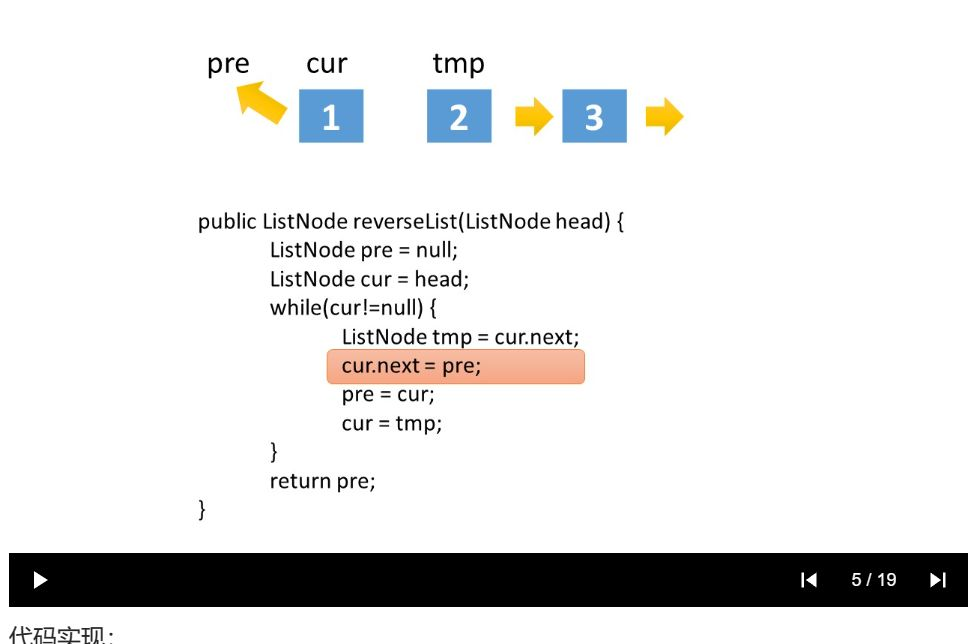 pre cur tmp
1 2 3
public ListNode reverseList(ListNode head) {
ListNode pre = null;
ListNode cur = head;
while(cur!=null) {
ListNode tmp = cur.next;
cur.next = pre;
pre = cur;
cur = tmp;
}
return pre;
}
5 / 19
代码实现：